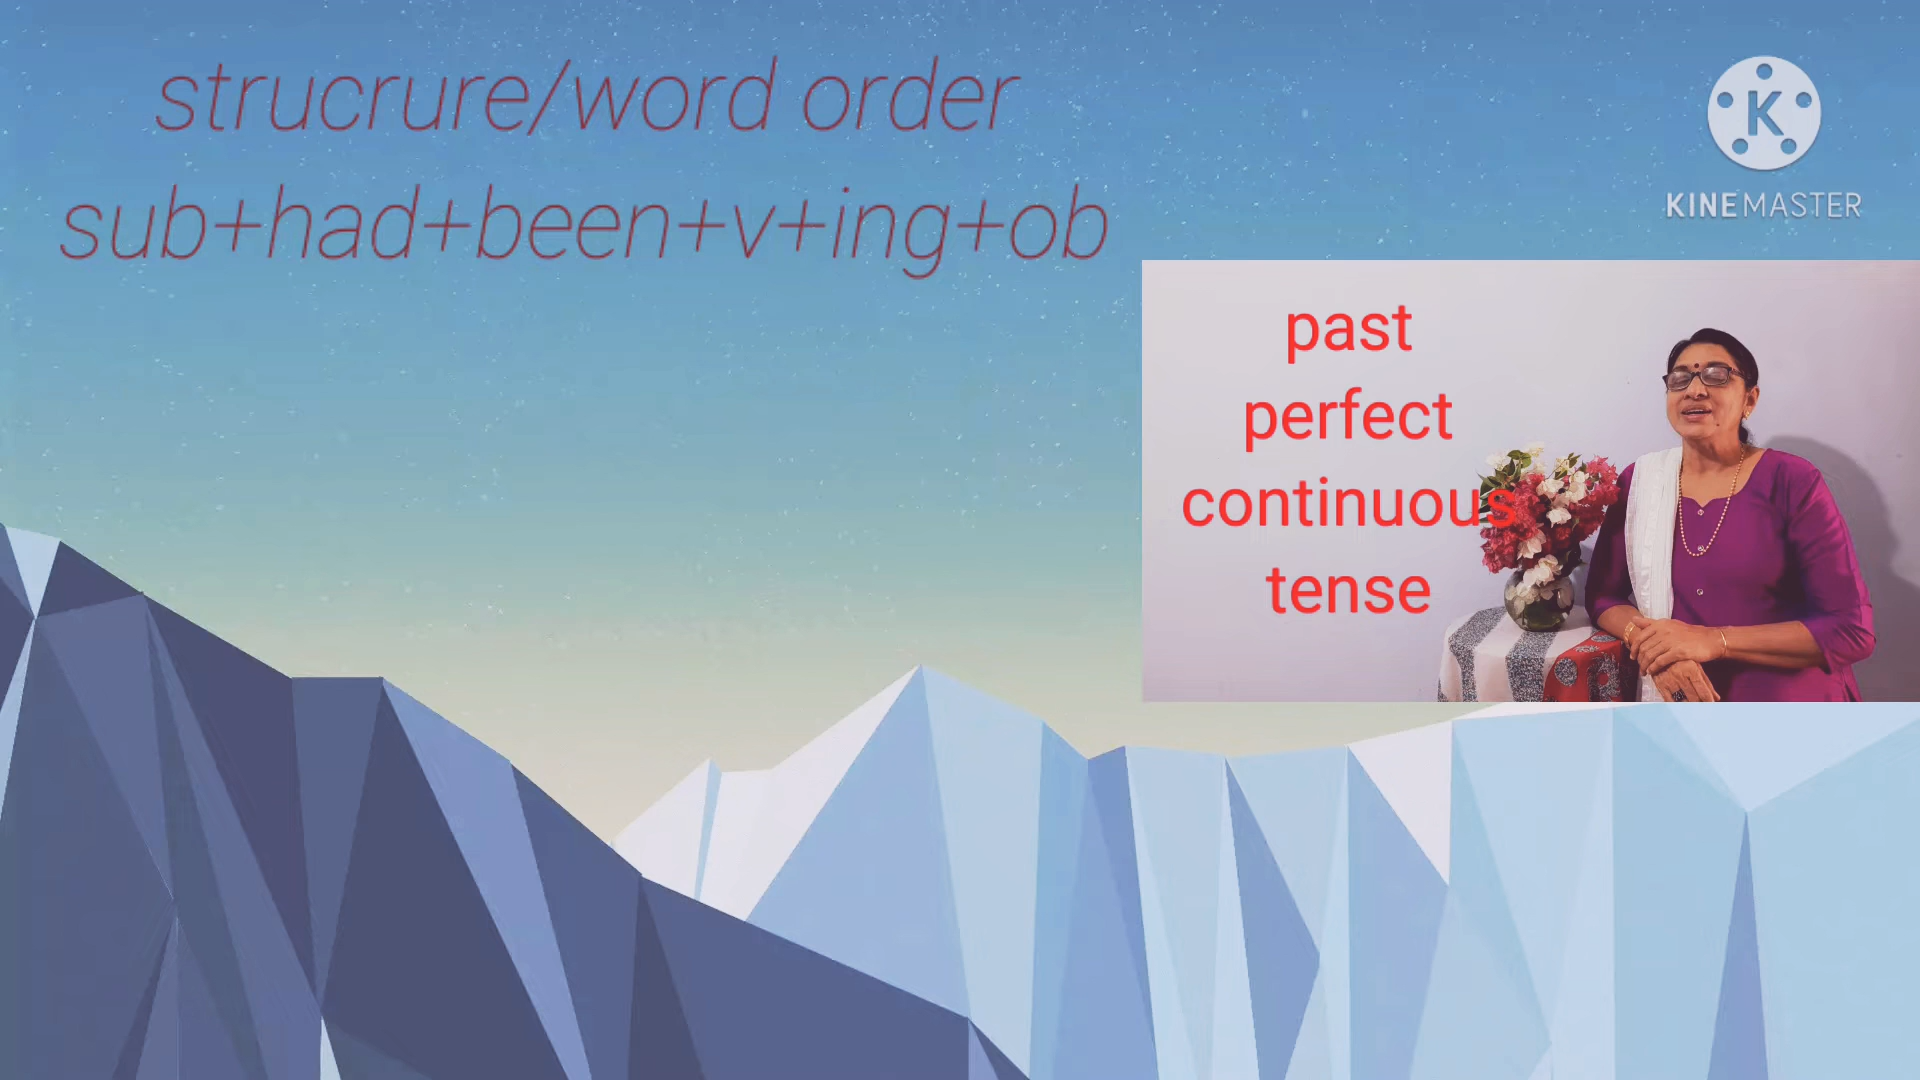 strucrure/word order
sub+had+been+v+ing+ob
K
KINEMASTER
past
perfect
continuous
tense